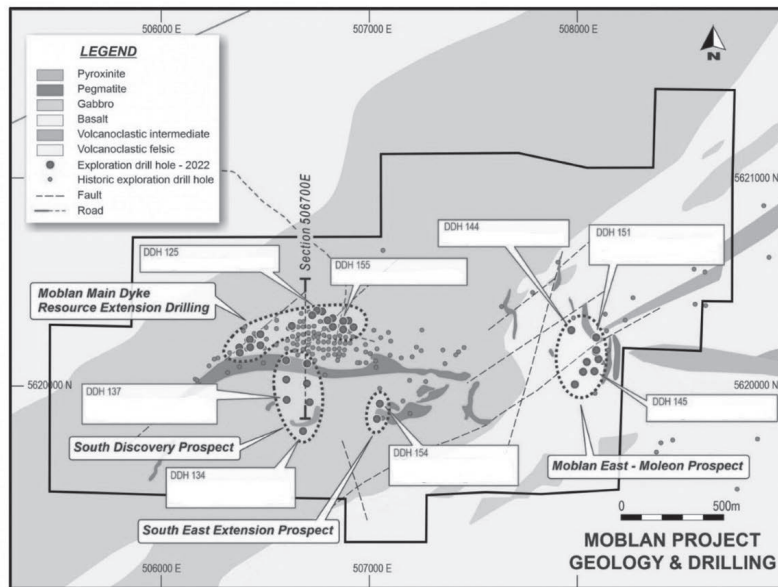 506000 E
507000 E
508000 E
LEGEND
Pyroxinite
Pegmatite
Gabbro
Basalt
Volcanoclastic intermediate
Volcanoclastic felsic
Exploration drill hole - 2022
Historic exploration drill hole
Fault
Road
N
5621000 N
Section 506700E
DDH 125
DDH 155
DDH 144
DDH 151
Moblan Main Dyke
Resource Extension Drilling
5620000 N
5620000 N
DDH 137
DDH 145
South Discovery Prospect
DDH 134
DDH 154
Moblan East - Moleon Prospect
South East Extension Prospect
0
500m
MOBLAN PROJECT
GEOLOGY & DRILLING
506000 E
507000 E